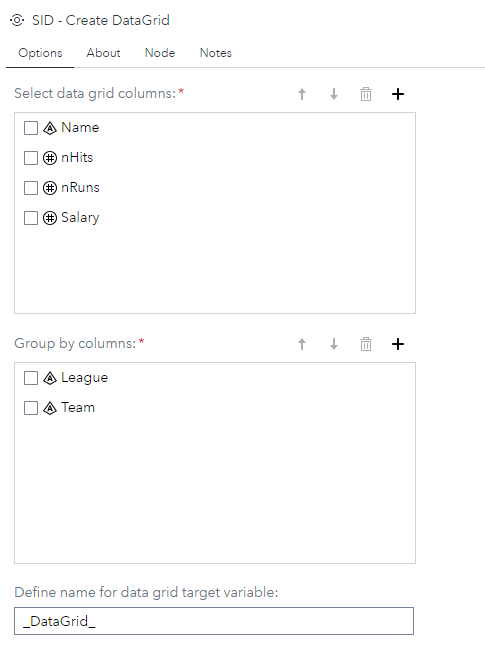 SID - Create DataGrid
Options About Node Notes
Select data grid columns:*
Name
nHits
nRuns
Salary
Group by columns:*
League
Team
Define name for data grid target variable:
_DataGrid_